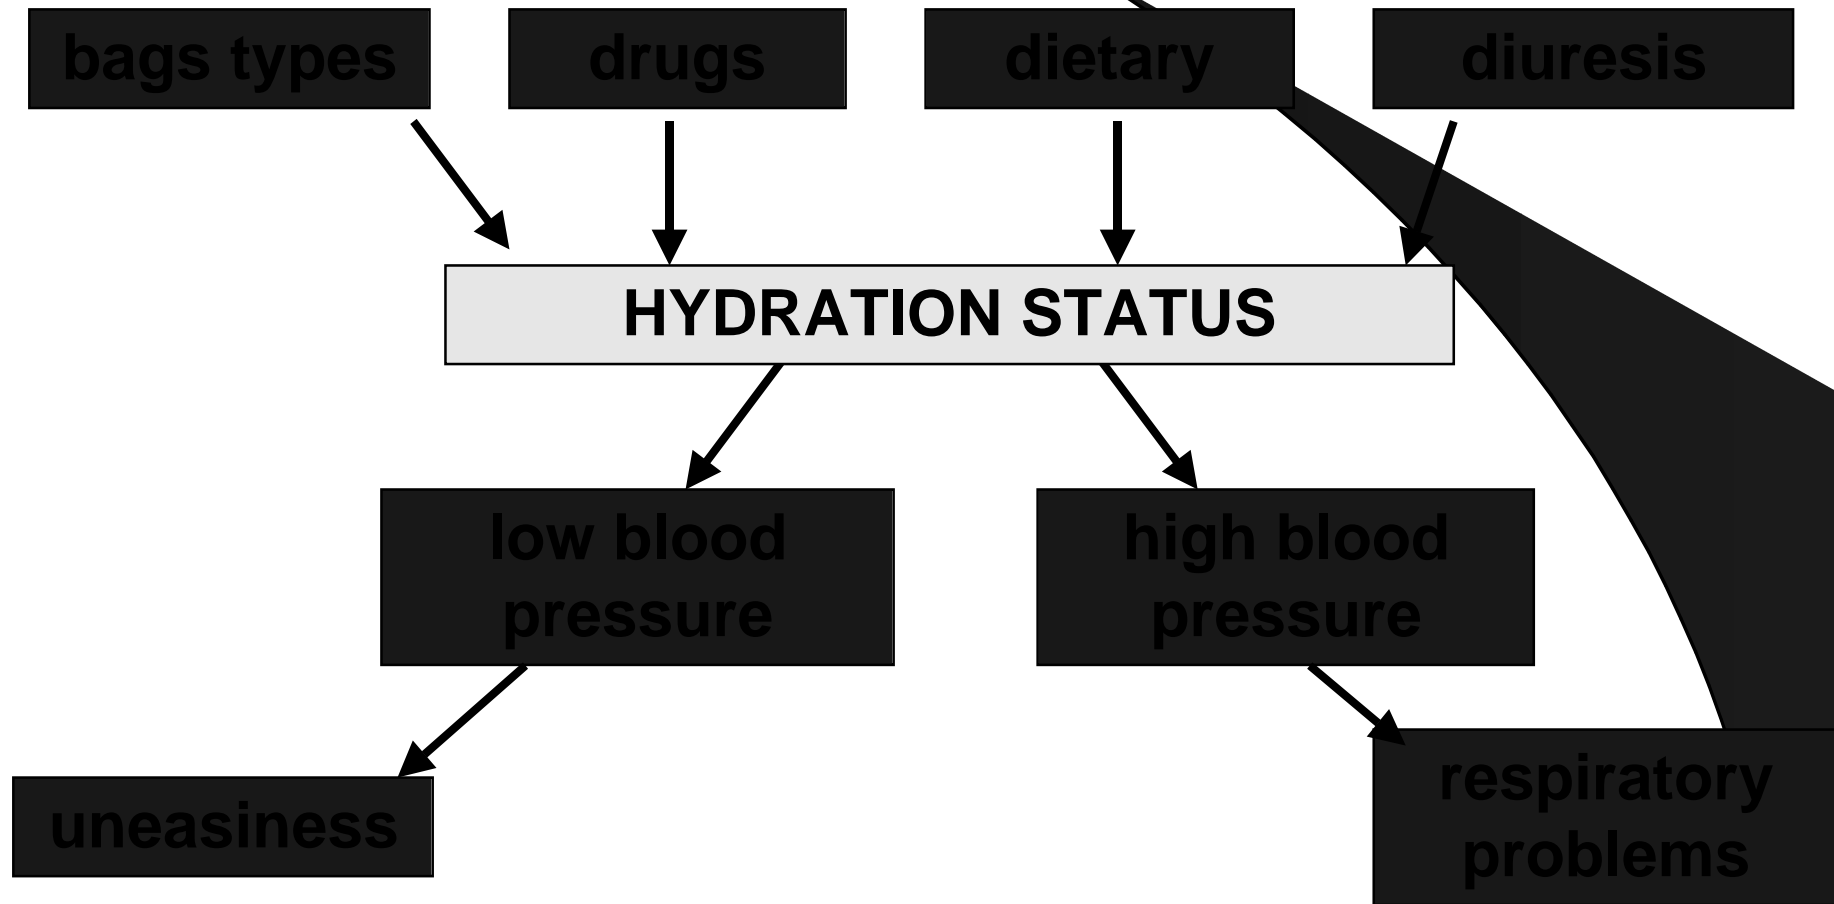 bags types
drugs
dietary
diuresis
HYDRATION STATUS
low blood
pressure
high blood
pressure
uneasiness
respiratory
problems